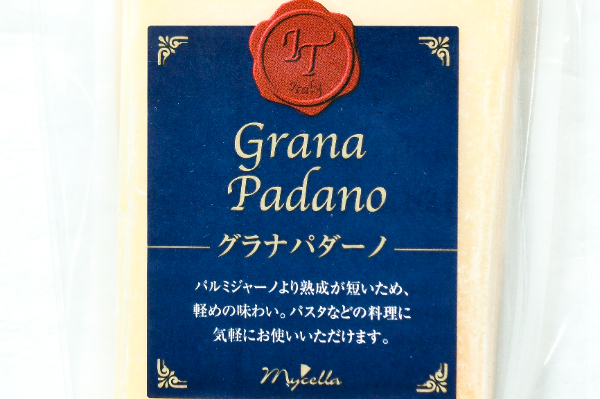 IT
Italy
Grana
Padano
グラナパダーノ
パルミジャーノより熟成が短いため、
軽めの味わい。パスタなどの料理に
気軽にお使いいただけます。
mycella